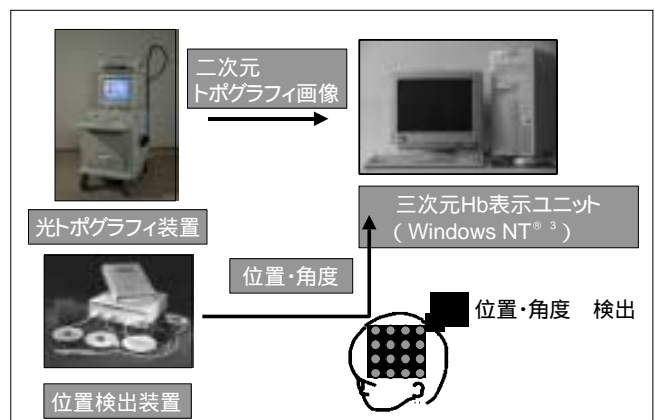 二次元
トポグラフィ画像
光トポグラフィ装置
三次元Hb表示ユニット
( Windows NT® 3 )
位置・角度
位置・角度 検出
位置検出装置